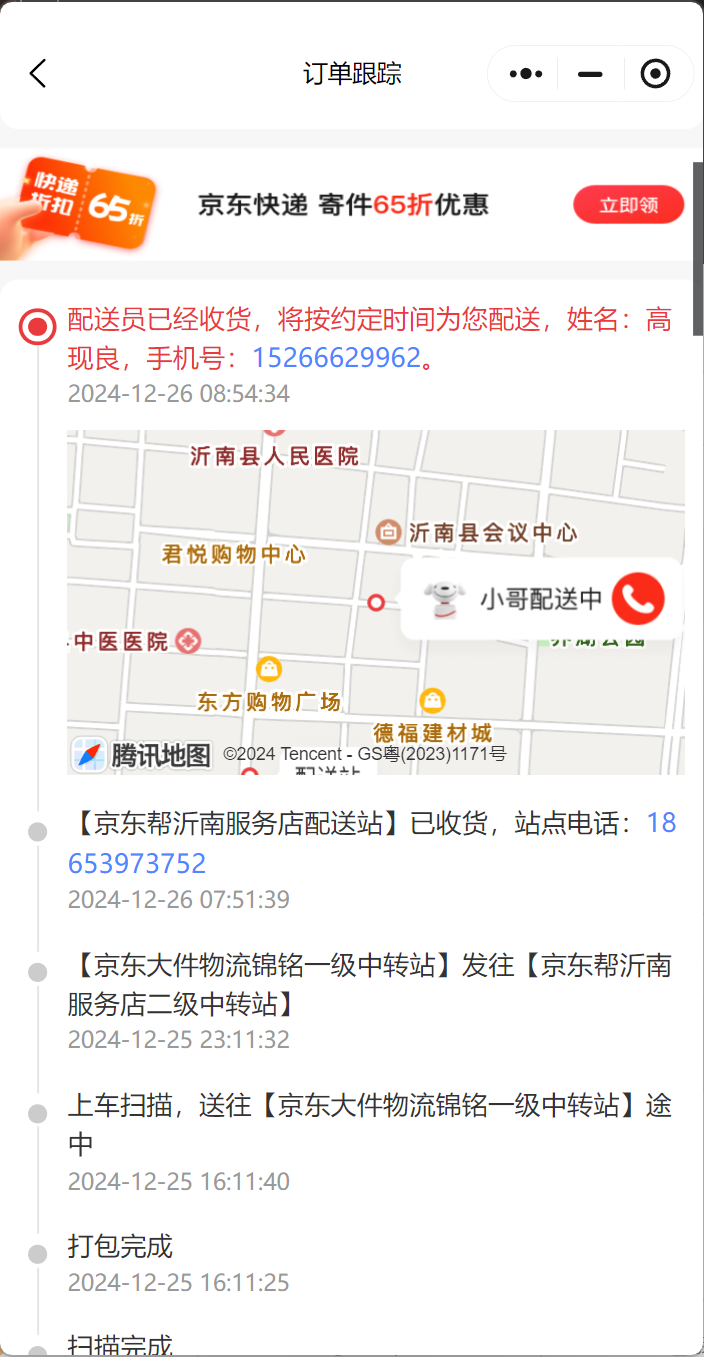 订单跟踪
快递
折扣
65折
京东快递 寄件65折优惠
立即领
配送员已经收货，将按约定时间为您配送，姓名：高
现良，手机号：15266629962。
2024-12-26 08:54:34
沂南县人民医院
沂南县会议中心
君悦购物中心
小哥配送中
中医医院
东方购物广场
德福建材城
腾讯地图 ©2024 Tencent - GS粤(2023)1171号
【京东帮沂南服务店配送站】已收货，站点电话：18
653973752
2024-12-26 07:51:39
【京东大件物流锦铭一级中转站】发往【京东帮沂南
服务店二级中转站】
2024-12-25 23:11:32
上车扫描，送往【京东大件物流锦铭一级中转站】途
中
2024-12-25 16:11:40
打包完成
2024-12-25 16:11:25
扫描完成